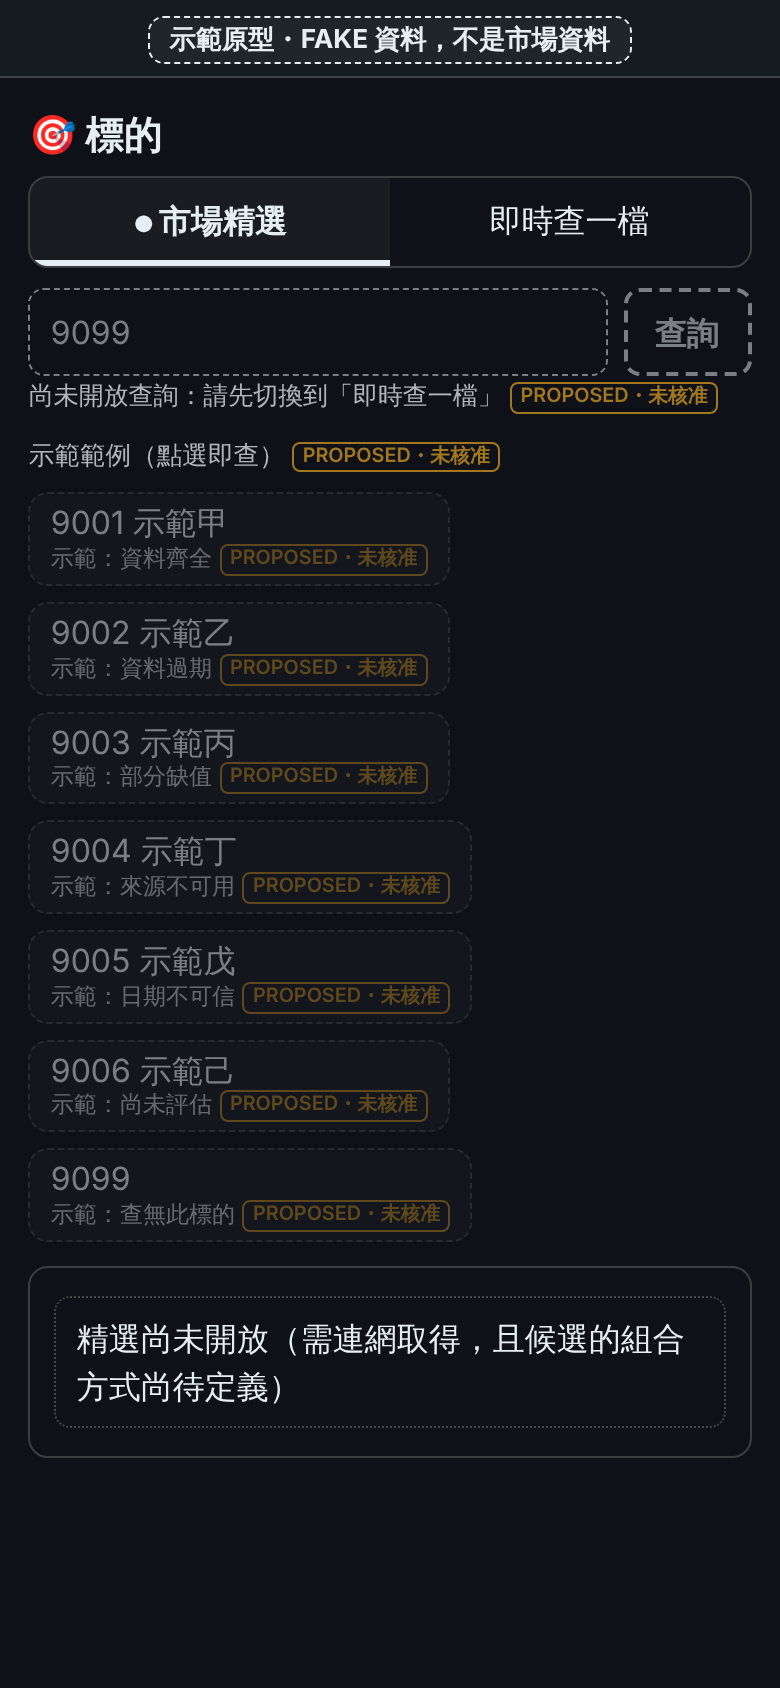 示範原型・FAKE 資料，不是市場資料
🎯 標的
●市場精選
即時查一檔
9099
查詢
尚未開放查詢：請先切換到「即時查一檔」 PROPOSED・未核准
示範範例（點選即查） PROPOSED・未核准
9001 示範甲
示範：資料齊全 PROPOSED・未核准
9002 示範乙
示範：資料過期 PROPOSED・未核准
9003 示範丙
示範：部分缺值 PROPOSED・未核准
9004 示範丁
示範：來源不可用 PROPOSED・未核准
9005 示範戊
示範：日期不可信 PROPOSED・未核准
9006 示範己
示範：尚未評估 PROPOSED・未核准
9099
示範：查無此標的 PROPOSED・未核准
精選尚未開放（需連網取得，且候選的組合
方式尚待定義）